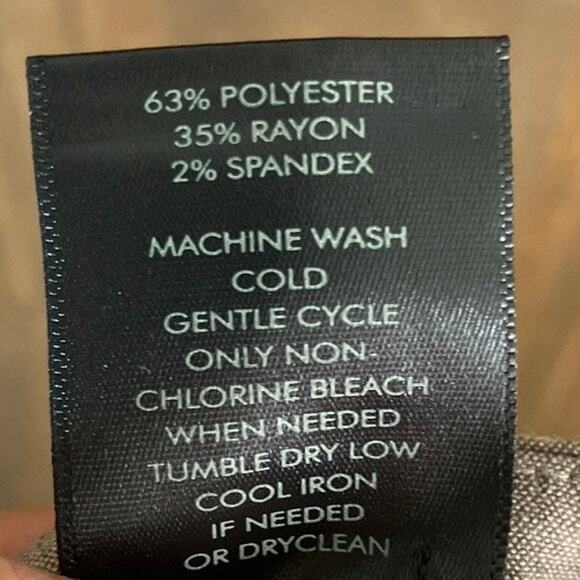 63% POLYESTER
35% RAYON
2% SPANDEX
MACHINE WASH
COLD
GENTLE CYCLE
ONLY NON-
CHLORINE BLEACH
WHEN NEEDED
TUMBLE DRY LOW
COOL IRON
IF NEEDED
OR DRYCLEAN